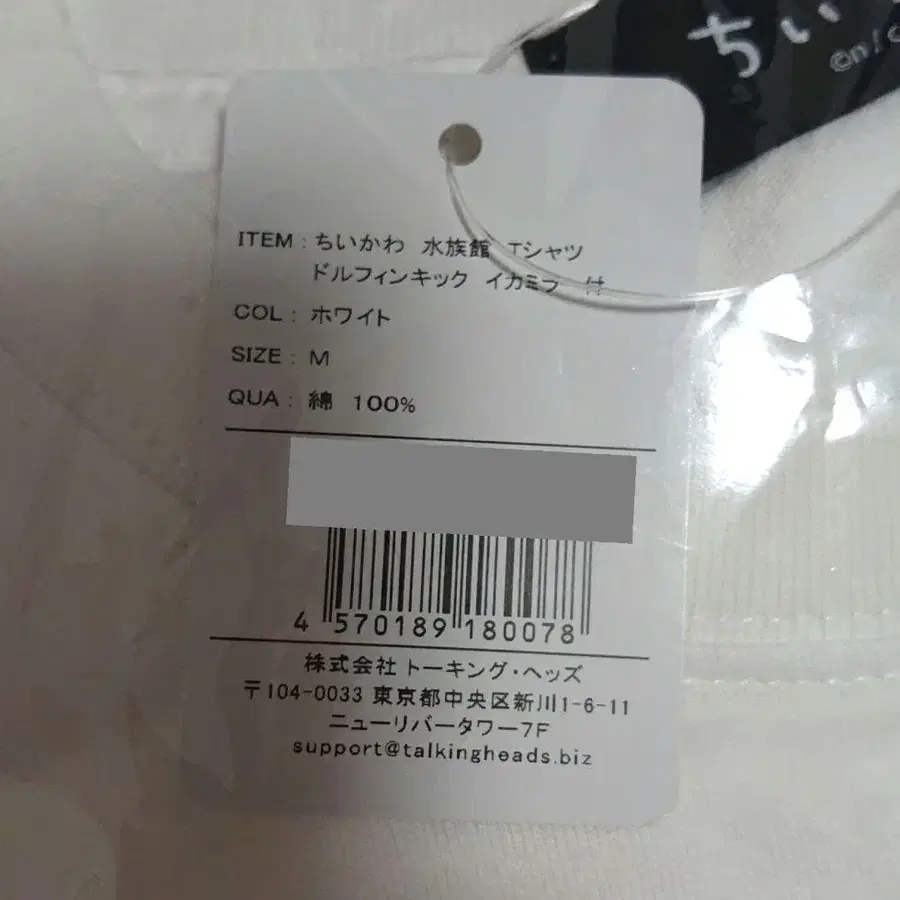 ちい
©n
ITEM : ちいかわ 水族館 Tシャツ
ドルフィンキック イカミラ 付
COL : ホワイト
SIZE : M
QUA : 綿 100%
4 570189 180078
株式会社 トーキング・ヘッズ
〒104-0033 東京都中央区新川1-6-11
ニューリバータワー7F
support@talkingheads.biz